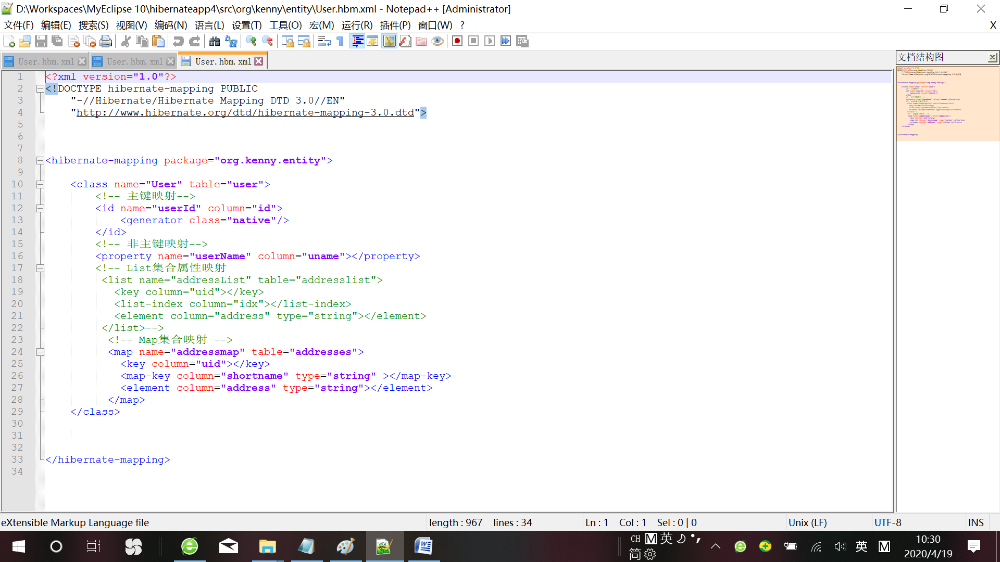 D:\Workspaces\MyEclipse 10\hibernateapp4\src\org\kenny\entity\User.hbm.xml - Notepad++ [Administrator]
文件(F) 编辑(E) 搜索(S) 视图(V) 编码(N) 语言(L) 设置(T) 工具(O) 宏(M) 运行(R) 插件(P) 窗口(W) ? X
User.hbm.xml User.hbm.xml User.hbm.xml
文档结构图
1 <?xml version="1.0"?>
2 <!DOCTYPE hibernate-mapping PUBLIC
3 "-//Hibernate/Hibernate Mapping DTD 3.0//EN"
4 "http://www.hibernate.org/dtd/hibernate-mapping-3.0.dtd">
5
6
7
8 <hibernate-mapping package="org.kenny.entity">
9
10 <class name="User" table="user">
11 <!-- 主键映射-->
12 <id name="userId" column="id">
13 <generator class="native"/>
14 </id>
15 <!-- 非主键映射-->
16 <property name="userName" column="uname"></property>
17 <!-- List集合属性映射
18 <list name="addressList" table="addresslist">
19 <key column="uid"></key>
20 <list-index column="idx"></list-index>
21 <element column="address" type="string"></element>
22 </list>-->
23 <!-- Map集合映射 -->
24 <map name="addressmap" table="addresses">
25 <key column="uid"></key>
26 <map-key column="shortname" type="string" ></map-key>
27 <element column="address" type="string"></element>
28 </map>
29 </class>
30
31
32
33 </hibernate-mapping>
34
eXtensible Markup Language file length : 967 lines : 34 Ln : 1 Col : 1 Sel : 0 | 0 Unix (LF) UTF-8 INS
CH M 英
简
英 M
10:30
2020/4/19